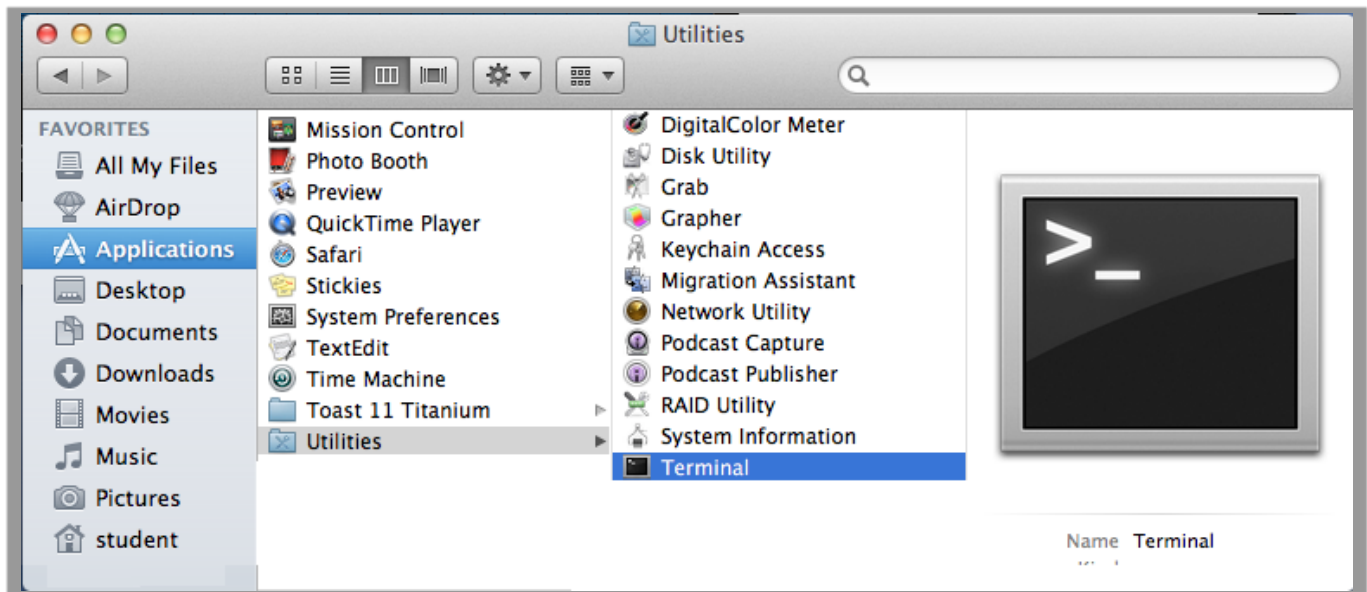 Utilities
FAVORITES
All My Files
AirDrop
Applications
Desktop
Documents
Downloads
Movies
Music
Pictures
student
Mission Control
Photo Booth
Preview
QuickTime Player
Safari
Stickies
System Preferences
TextEdit
Time Machine
Toast 11 Titanium
Utilities
DigitalColor Meter
Disk Utility
Grab
Grapher
Keychain Access
Migration Assistant
Network Utility
Podcast Capture
Podcast Publisher
RAID Utility
System Information
Terminal
>_
Name Terminal